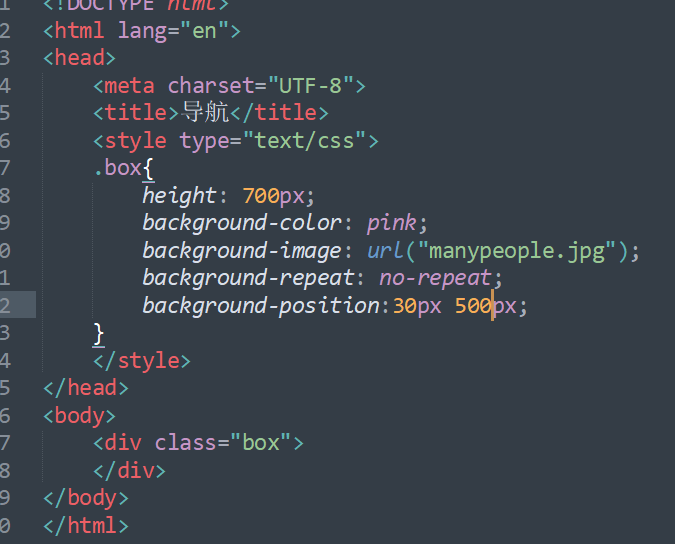 1 <!DOCTYPE html>
2 <html lang="en">
3 <head>
4 <meta charset="UTF-8">
5 <title>导航</title>
6 <style type="text/css">
7 .box{
8 height: 700px;
9 background-color: pink;
0 background-image: url("manypeople.jpg");
1 background-repeat: no-repeat;
2 background-position:30px 500px;
3 }
4 </style>
5 </head>
6 <body>
7 <div class="box">
8 </div>
9 </body>
0 </html>